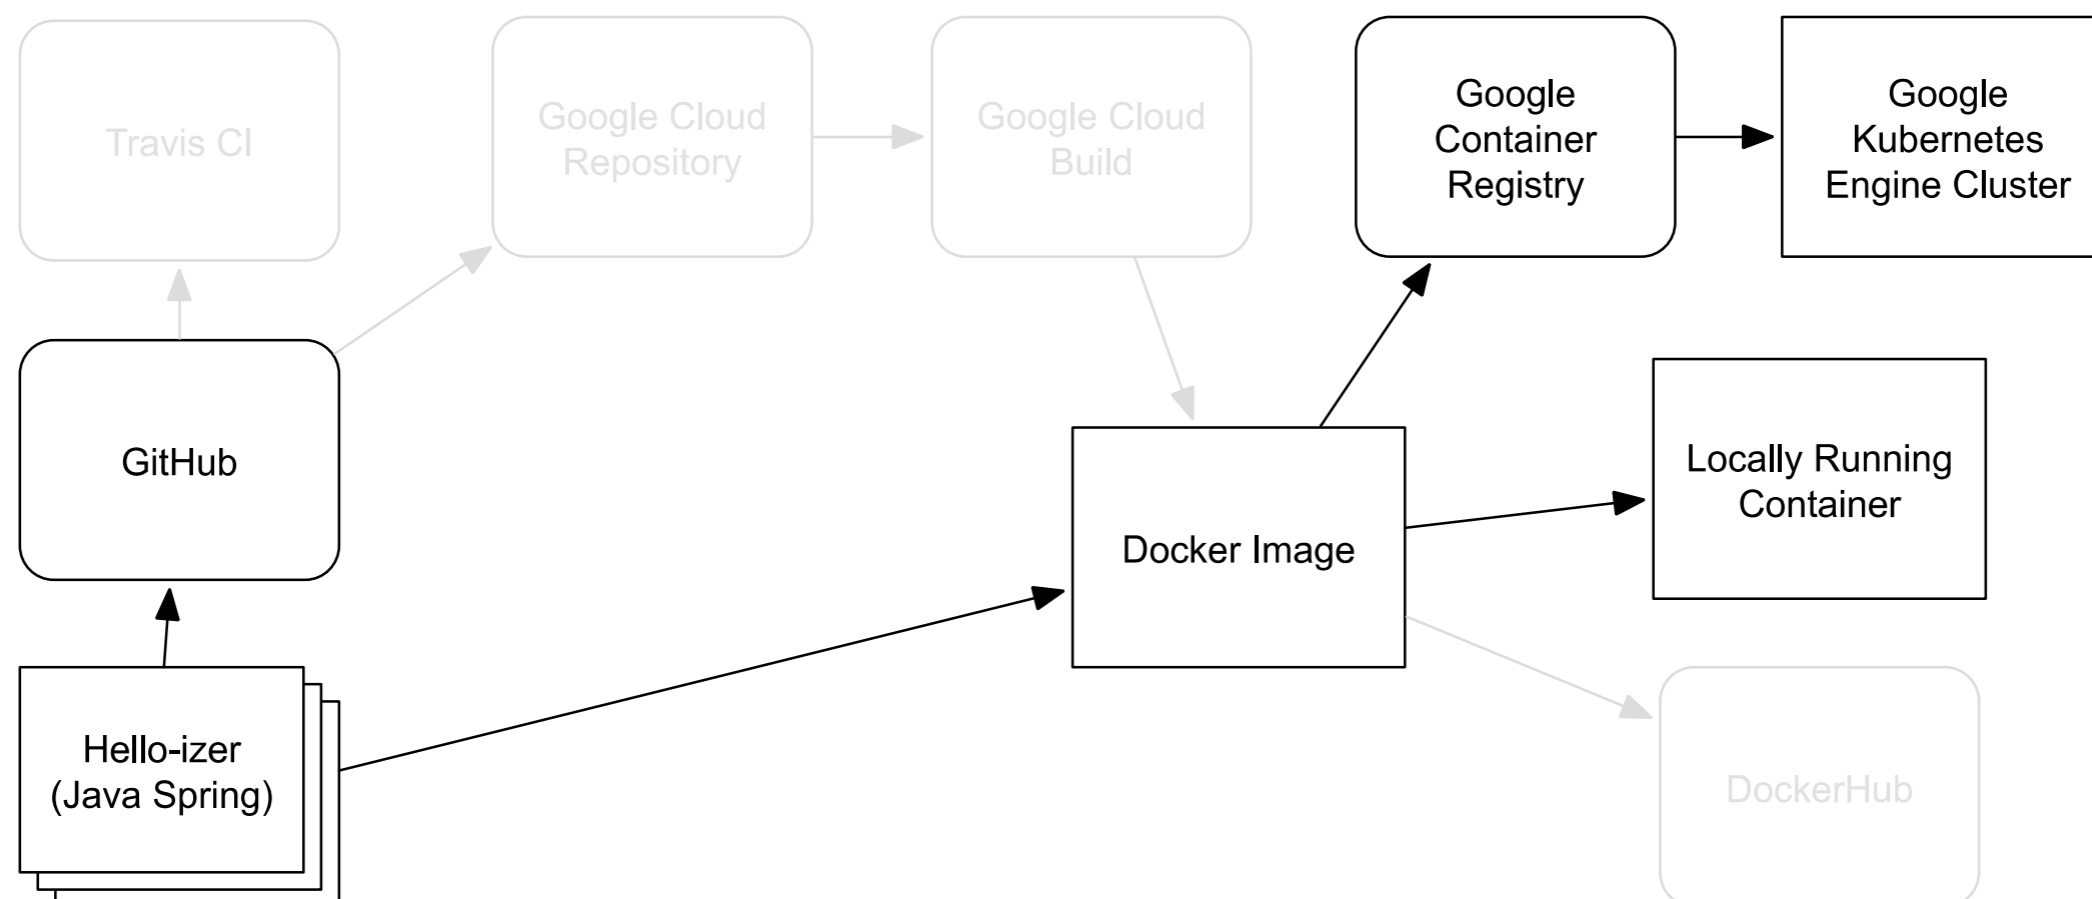 Travis CI
Google Cloud
Repository
Google Cloud
Build
Google
Container
Registry
Google
Kubernetes
Engine Cluster
GitHub
Docker Image
Locally Running
Container
Hello-izer
(Java Spring)
DockerHub